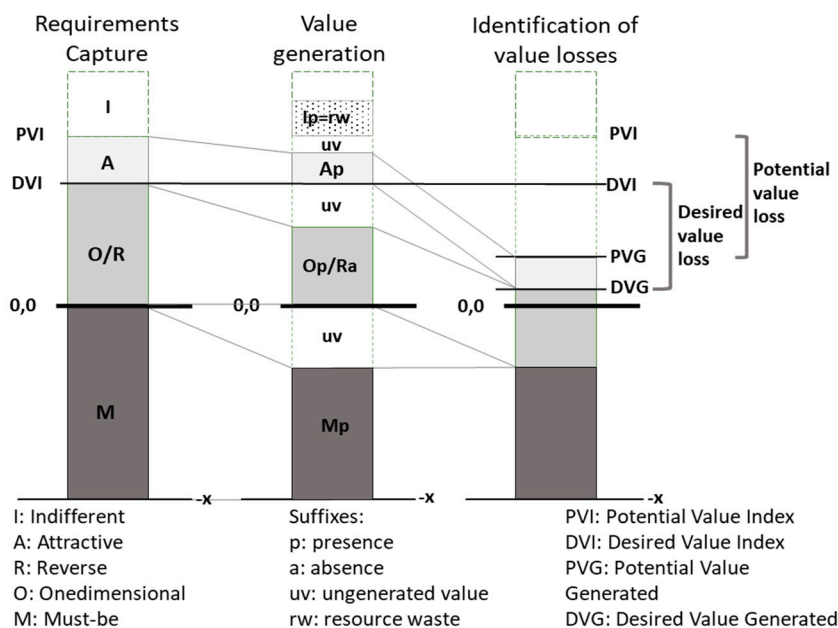 Requirements
Capture
Value
generation
Identification of
value losses
I
Ip=rw
PVI
uv
PVI
A
Ap
Potential
value
loss
DVI
DVI
uv
Desired
value
loss
O/R
Op/Ra
PVG
DVG
0,0
0,0
0,0
uv
M
Mp
-x
-x
-x
I: Indifferent
A: Attractive
R: Reverse
O: Onedimensional
M: Must-be
Suffixes:
p: presence
a: absence
uv: ungenerated value
rw: resource waste
PVI: Potential Value Index
DVI: Desired Value Index
PVG: Potential Value
Generated
DVG: Desired Value Generated